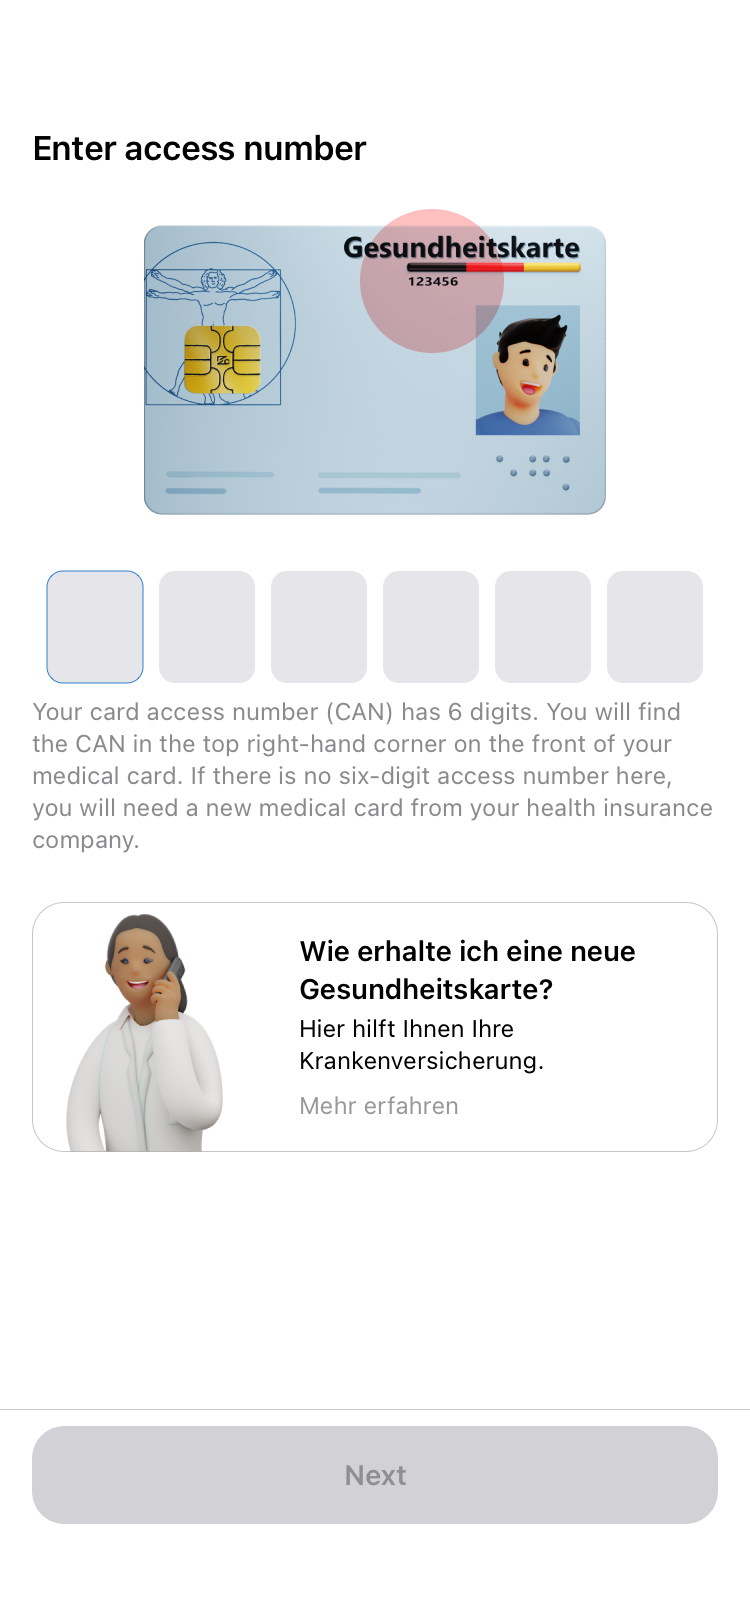 Enter access number
Gesundheitskarte
123456
Your card access number (CAN) has 6 digits. You will find
the CAN in the top right-hand corner on the front of your
medical card. If there is no six-digit access number here,
you will need a new medical card from your health insurance
company.
Wie erhalte ich eine neue
Gesundheitskarte?
Hier hilft Ihnen Ihre
Krankenversicherung.
Mehr erfahren
Next